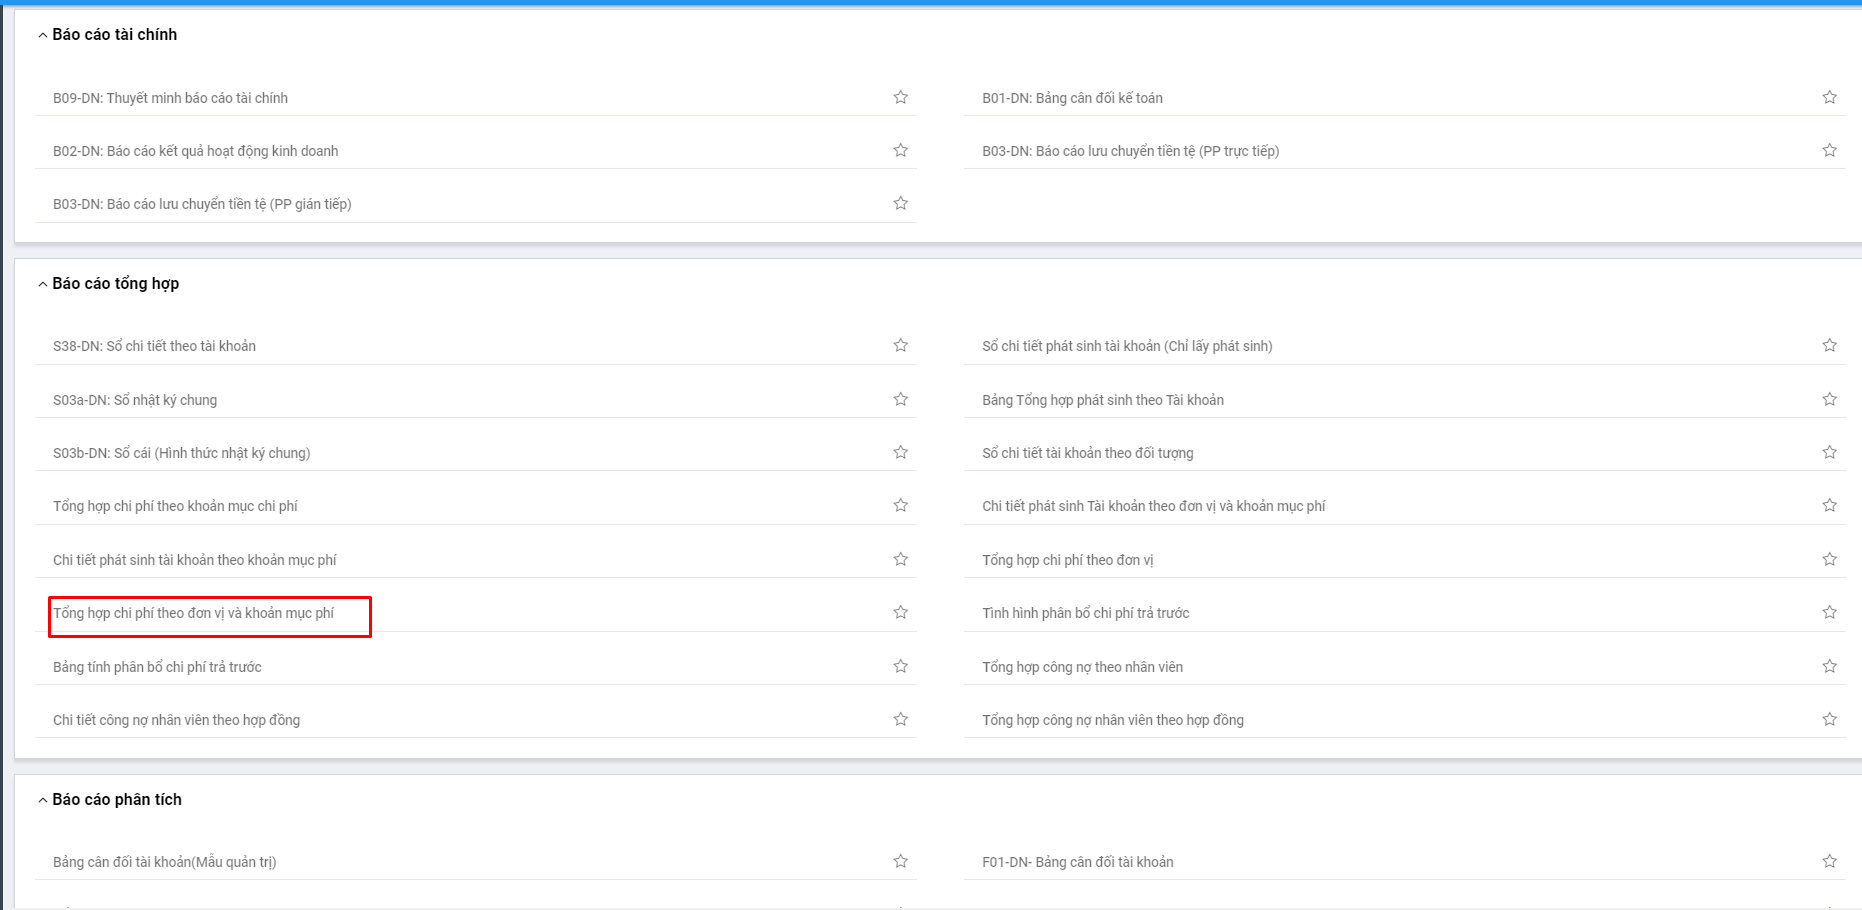 Báo cáo tài chính
B09-DN: Thuyết minh báo cáo tài chính
B01-DN: Bảng cân đối kế toán
B02-DN: Báo cáo kết quả hoạt động kinh doanh
B03-DN: Báo cáo lưu chuyển tiền tệ (PP trực tiếp)
B03-DN: Báo cáo lưu chuyển tiền tệ (PP gián tiếp)
Báo cáo tổng hợp
S38-DN: Sổ chi tiết theo tài khoản
Sổ chi tiết phát sinh tài khoản (Chỉ lấy phát sinh)
S03a-DN: Sổ nhật ký chung
Bảng Tổng hợp phát sinh theo Tài khoản
S03b-DN: Sổ cái (Hình thức nhật ký chung)
Sổ chi tiết tài khoản theo đối tượng
Tổng hợp chi phí theo khoản mục chi phí
Chi tiết phát sinh Tài khoản theo đơn vị và khoản mục phí
Chi tiết phát sinh tài khoản theo khoản mục phí
Tổng hợp chi phí theo đơn vị
Tổng hợp chi phí theo đơn vị và khoản mục phí
Tình hình phân bổ chi phí trả trước
Bảng tính phân bổ chi phí trả trước
Tổng hợp công nợ theo nhân viên
Chi tiết công nợ nhân viên theo hợp đồng
Tổng hợp công nợ nhân viên theo hợp đồng
Báo cáo phân tích
Bảng cân đối tài khoản(Mẫu quản trị)
F01-DN- Bảng cân đối tài khoản